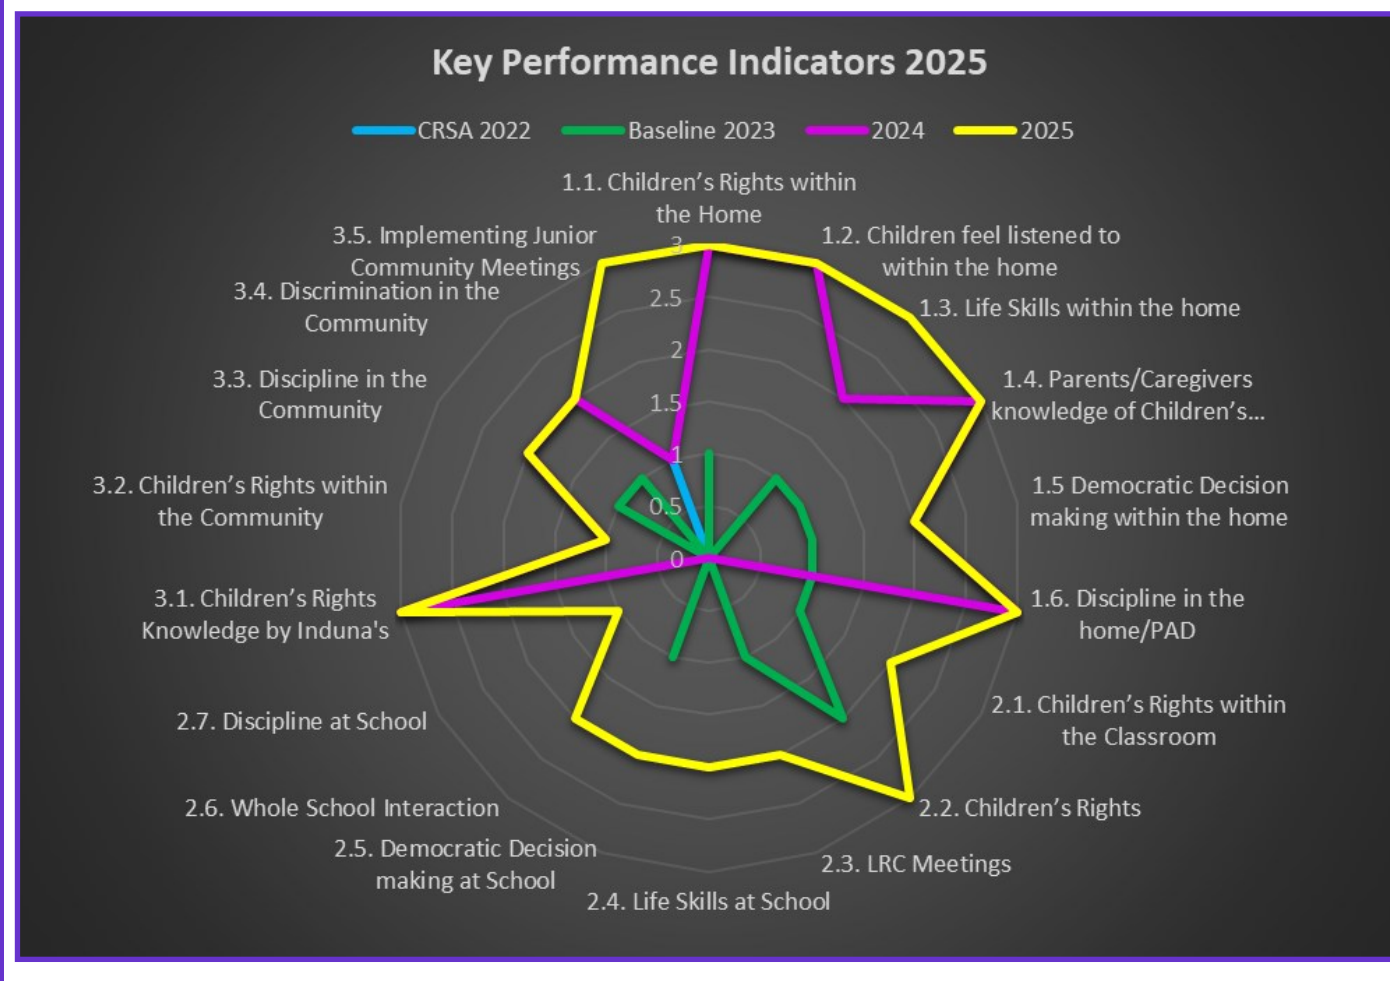 Key Performance Indicators 2025
CRSA 2022
Baseline 2023
2024
2025
1.1. Children’s Rights within
the Home
1.2. Children feel listened to
within the home
1.3. Life Skills within the home
1.4. Parents/Caregivers
knowledge of Children’s...
1.5 Democratic Decision
making within the home
1.6. Discipline in the
home/PAD
2.1. Children’s Rights within
the Classroom
2.2. Children’s Rights
2.3. LRC Meetings
2.4. Life Skills at School
2.5. Democratic Decision
making at School
2.6. Whole School Interaction
2.7. Discipline at School
3.1. Children’s Rights
Knowledge by Induna's
3.2. Children’s Rights within
the Community
3.3. Discipline in the
Community
3.4. Discrimination in the
Community
3.5. Implementing Junior
Community Meetings
3
2.5
2
1.5
1
0.5
0